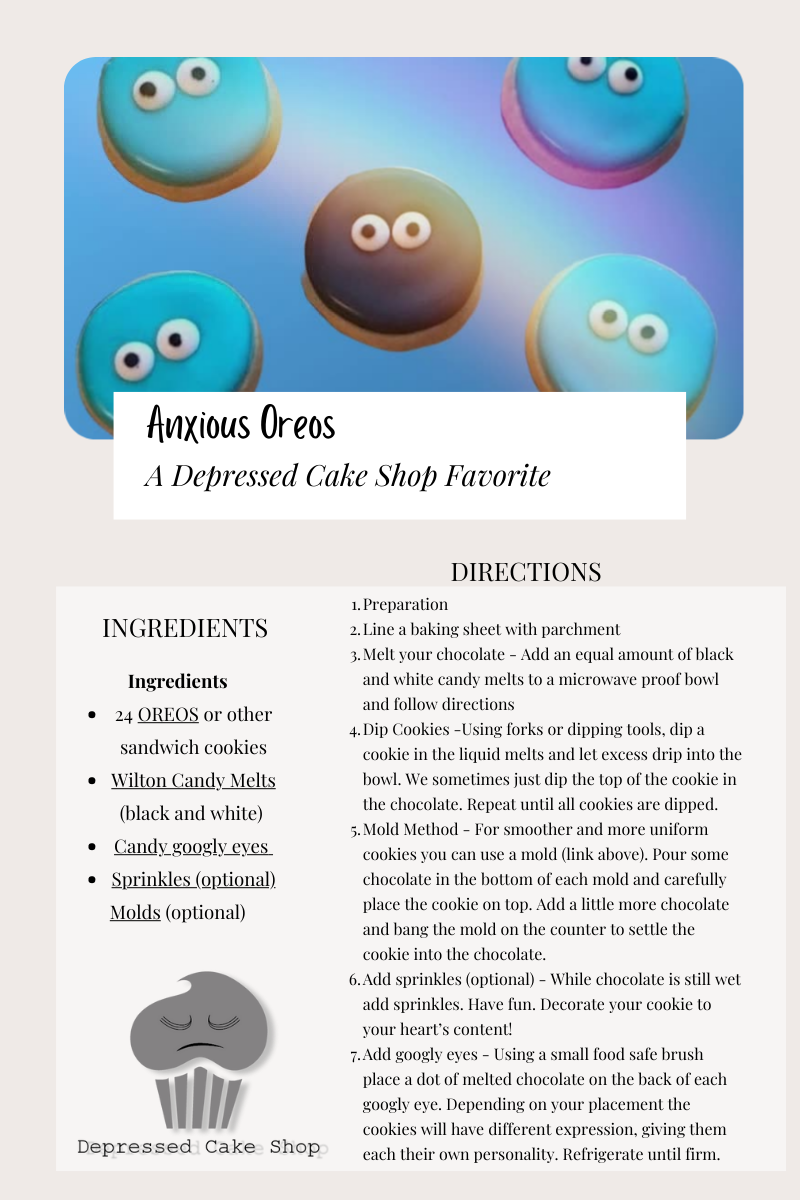 Anxious Oreos
A Depressed Cake Shop Favorite
INGREDIENTS
Ingredients
• 24 OREOS or other
sandwich cookies
• Wilton Candy Melts
(black and white)
• Candy googly eyes
• Sprinkles (optional)
Molds (optional)
Depressed Cake Shop
DIRECTIONS
1. Preparation
2. Line a baking sheet with parchment
3. Melt your chocolate - Add an equal amount of black
and white candy melts to a microwave proof bowl
and follow directions
4. Dip Cookies -Using forks or dipping tools, dip a
cookie in the liquid melts and let excess drip into the
bowl. We sometimes just dip the top of the cookie in
the chocolate. Repeat until all cookies are dipped.
5. Mold Method - For smoother and more uniform
cookies you can use a mold (link above). Pour some
chocolate in the bottom of each mold and carefully
place the cookie on top. Add a little more chocolate
and bang the mold on the counter to settle the
cookie into the chocolate.
6. Add sprinkles (optional) - While chocolate is still wet
add sprinkles. Have fun. Decorate your cookie to
your heart's content!
7. Add googly eyes - Using a small food safe brush
place a dot of melted chocolate on the back of each
googly eye. Depending on your placement the
cookies will have different expression, giving them
each their own personality. Refrigerate until firm.